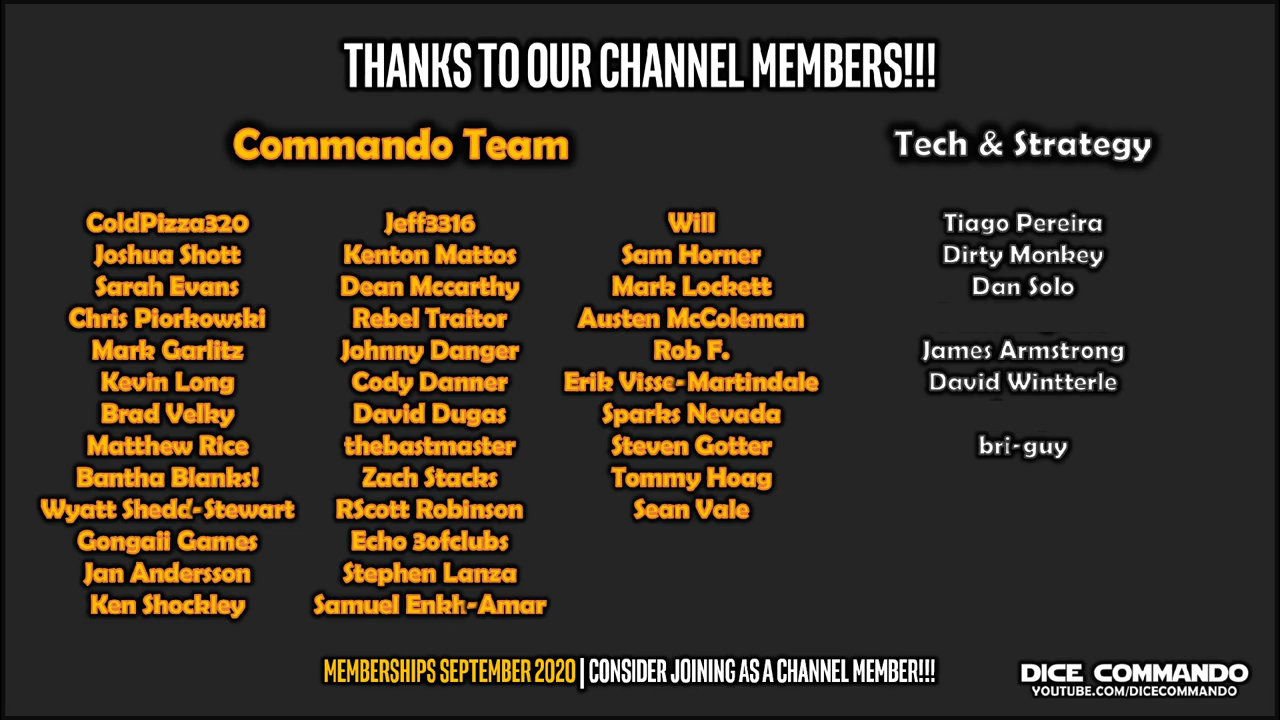 THANKS TO OUR CHANNEL MEMBERS!!!
Commando Team
ColdPizza320
Joshua Shott
Sarah Evans
Chris Piorkowski
Mark Garlitz
Kevin Long
Brad Velky
Matthew Rice
Bantha Blanks!
Wyatt Shedd-Stewart
Gongaii Games
Jan Andersson
Ken Shockley
Jeff3316
Kenton Mattos
Dean Mccarthy
Rebel Traitor
Johnny Danger
Cody Danner
David Dugas
thebastmaster
Zach Stacks
RScott Robinson
Echo 3ofclubs
Stephen Lanza
Samuel Enkh-Amar
Will
Sam Horner
Mark Lockett
Austen McColeman
Rob F.
Erik Visse-Martindale
Sparks Nevada
Steven Gotter
Tommy Hoag
Sean Vale
Tech & Strategy
Tiago Pereira
Dirty Monkey
Dan Solo
James Armstrong
David Wintterle
bri-guy
MEMBERSHIPS SEPTEMBER 2020 | CONSIDER JOINING AS A CHANNEL MEMBER!!!
DICE COMMANDO
YOUTUBE.COM/DICECOMMANDO